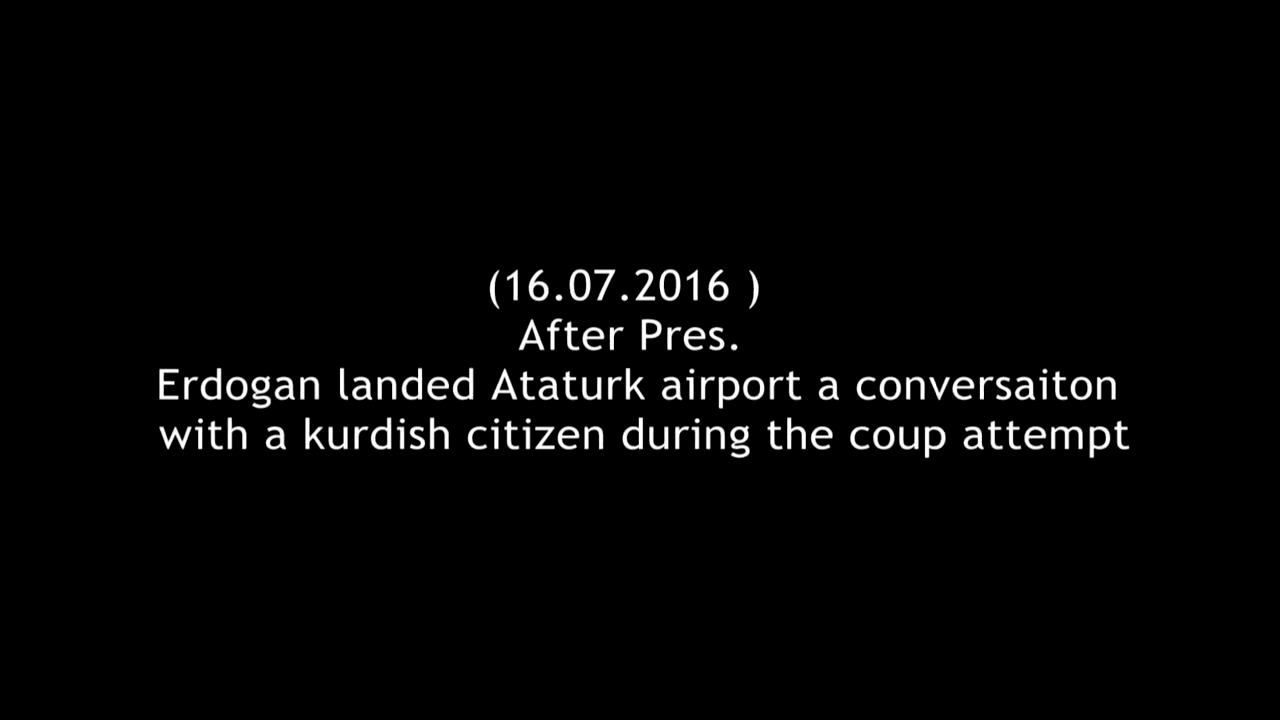 (16.07.2016 )
After Pres.
Erdogan landed Ataturk airport a conversaiton
with a kurdish citizen during the coup attempt